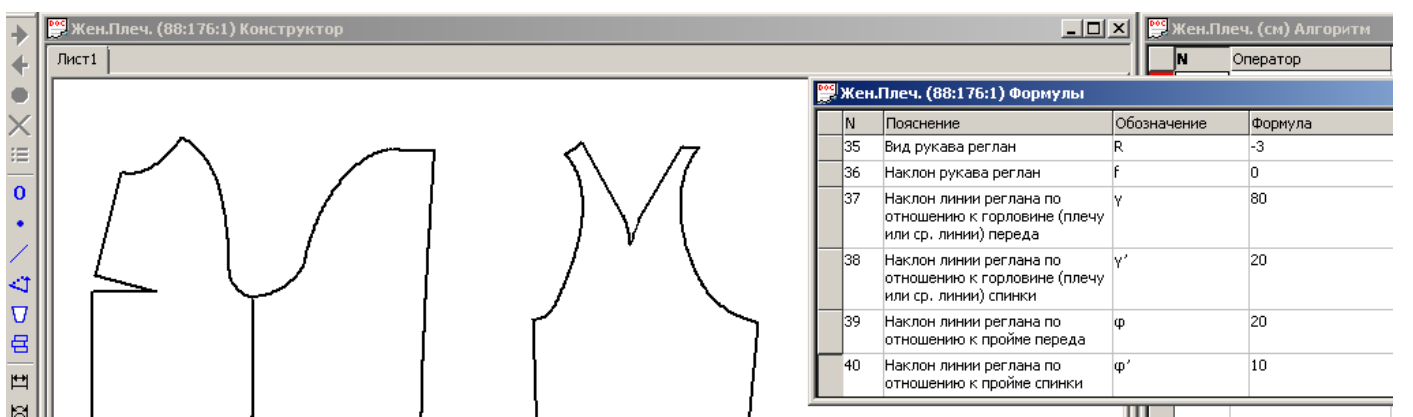 Жен.Плеч. (88:176:1) Конструктор
Жен.Плеч. (см) Алгоритм
Лист1
N Оператор
Жен.Плеч. (88:176:1) Формулы
N Пояснение Обозначение Формула
35 Вид рукава реглан R -3
36 Наклон рукава реглан f 0
37 Наклон линии реглана по γ 80
отношению к горловине (плечу
или ср. линии) переда
38 Наклон линии реглана по γ′ 20
отношению к горловине (плечу
или ср. линии) спинки
39 Наклон линии реглана по φ 20
отношению к пройме переда
40 Наклон линии реглана по φ′ 10
отношению к пройме спинки